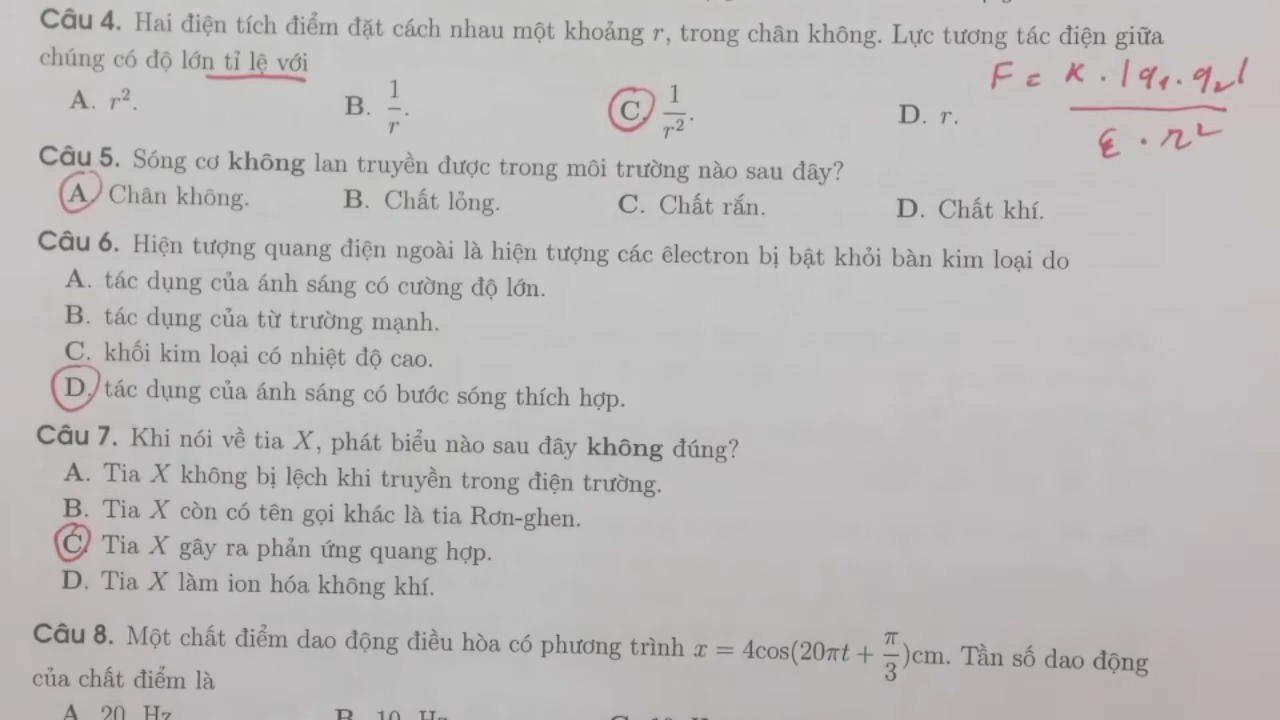 Câu 4. Hai điện tích điểm đặt cách nhau một khoảng r, trong chân không. Lực tương tác điện giữa
chúng có độ lớn tỉ lệ với
A. r². B. 1/r. C. 1/r². D. r.
F = K . |q₁ . q₂| / ε . r²
Câu 5. Sóng cơ không lan truyền được trong môi trường nào sau đây?
A. Chân không. B. Chất lỏng. C. Chất rắn. D. Chất khí.
Câu 6. Hiện tượng quang điện ngoài là hiện tượng các êlectron bị bật khỏi bàn kim loại do
A. tác dụng của ánh sáng có cường độ lớn.
B. tác dụng của từ trường mạnh.
C. khối kim loại có nhiệt độ cao.
D. tác dụng của ánh sáng có bước sóng thích hợp.
Câu 7. Khi nói về tia X, phát biểu nào sau đây không đúng?
A. Tia X không bị lệch khi truyền trong điện trường.
B. Tia X còn có tên gọi khác là tia Rơn-ghen.
C. Tia X gây ra phản ứng quang hợp.
D. Tia X làm ion hóa không khí.
Câu 8. Một chất điểm dao động điều hòa có phương trình x = 4cos(20πt + π/3)cm. Tần số dao động
của chất điểm là
A. 20 Hz B. 10 Hz